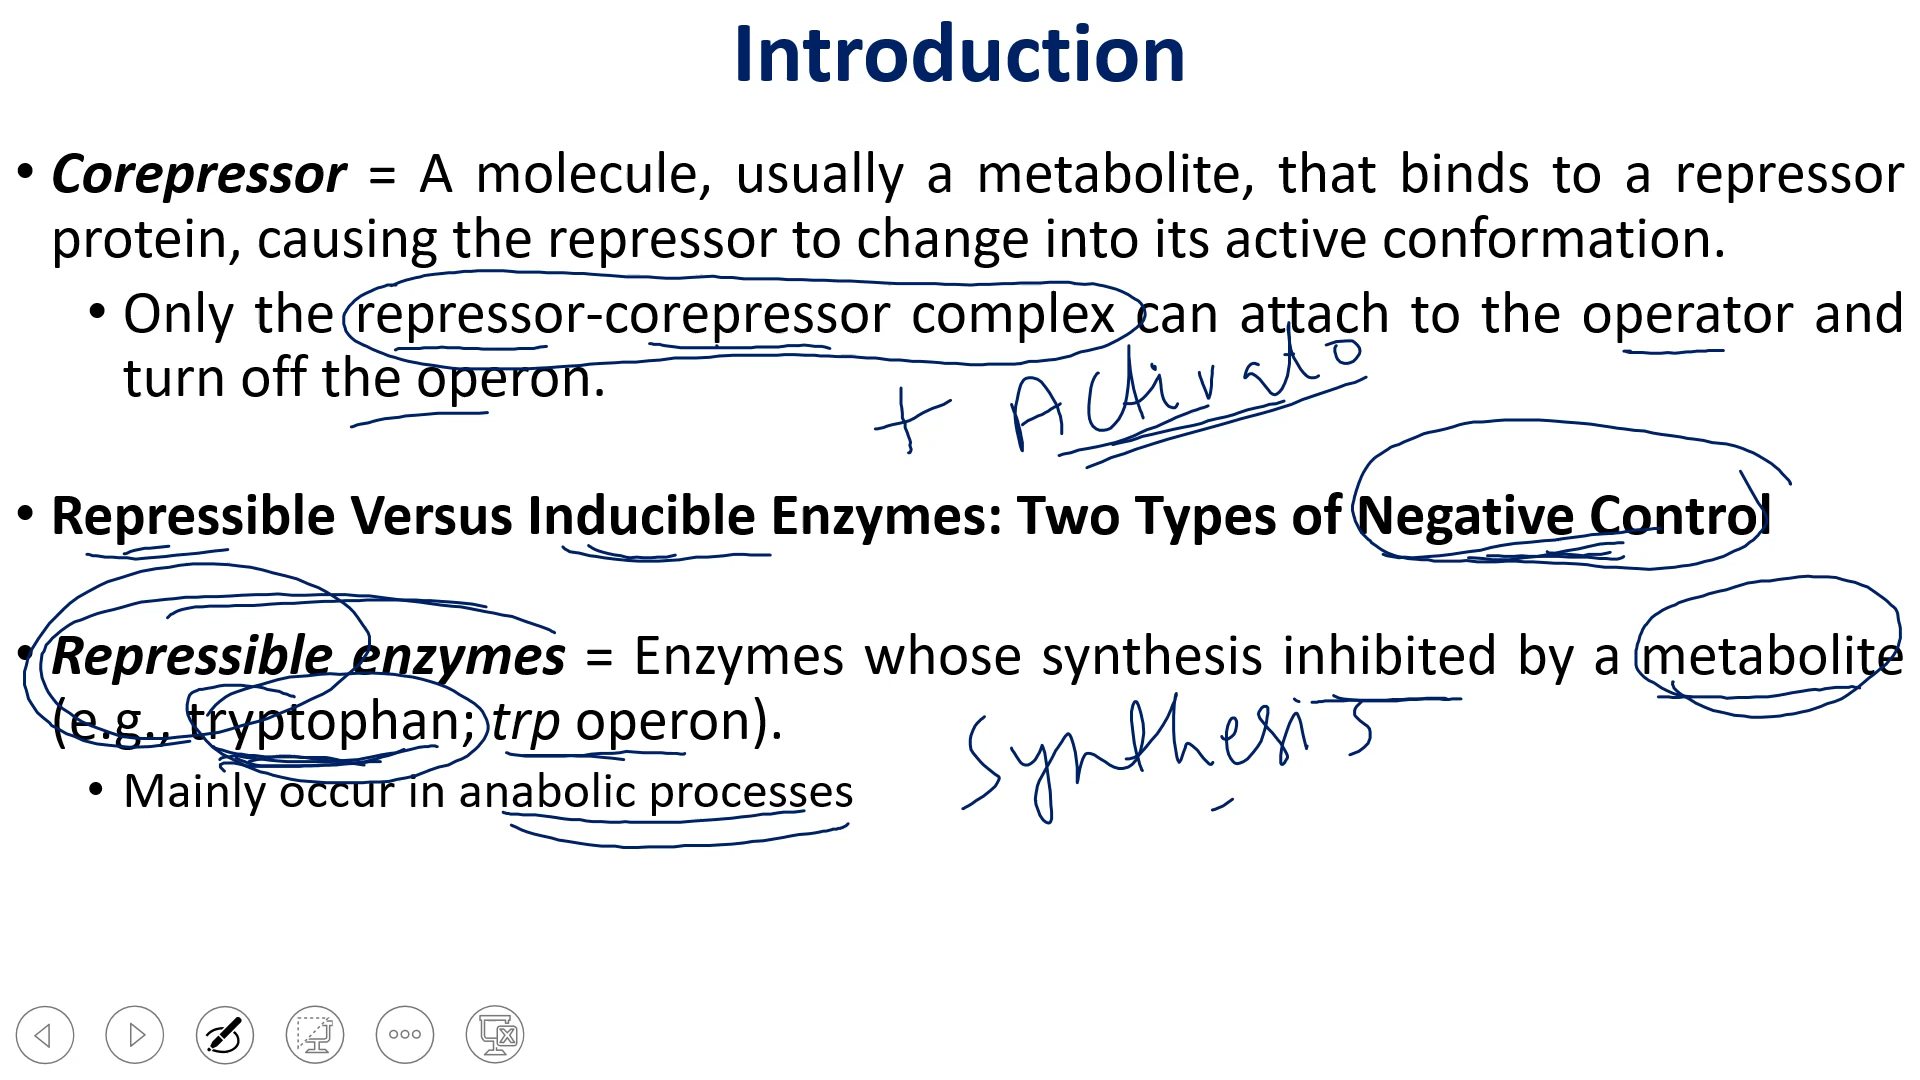 Introduction
• Corepressor = A molecule, usually a metabolite, that binds to a repressor
protein, causing the repressor to change into its active conformation.
• Only the repressor-corepressor complex can attach to the operator and
turn off the operon.
+ Activato
• Repressible Versus Inducible Enzymes: Two Types of Negative Control
• Repressible enzymes = Enzymes whose synthesis inhibited by a metabolite
(e.g., tryptophan; trp operon).
Synthesis
• Mainly occur in anabolic processes